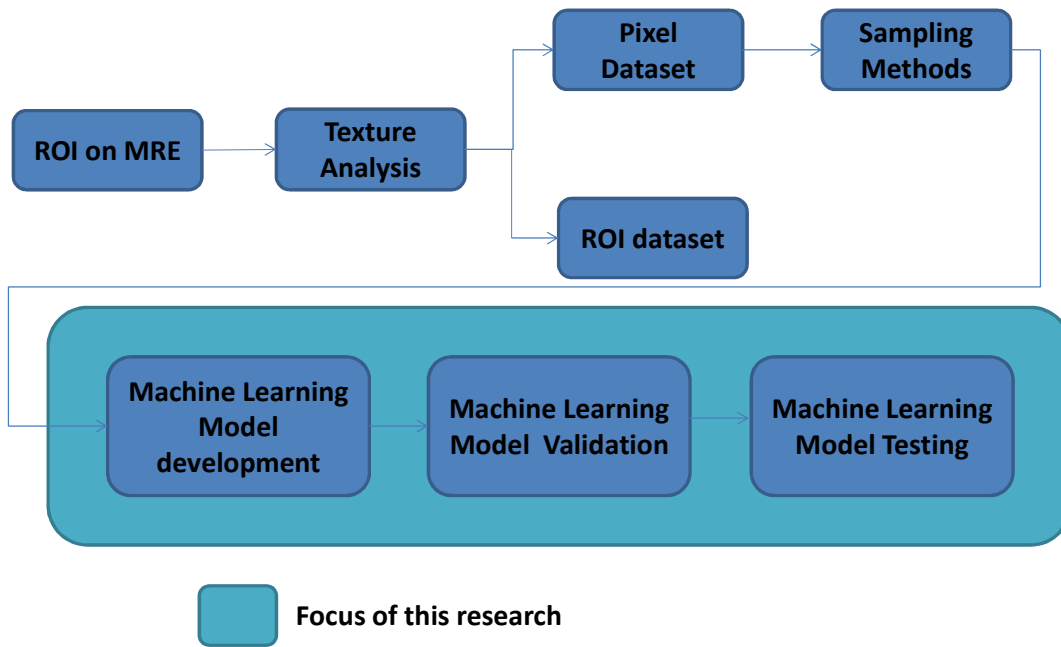 ROI on MRE
Texture
Analysis
Pixel
Dataset
Sampling
Methods
ROI dataset
Machine Learning
Model
development
Machine Learning
Model Validation
Machine Learning
Model Testing
Focus of this research